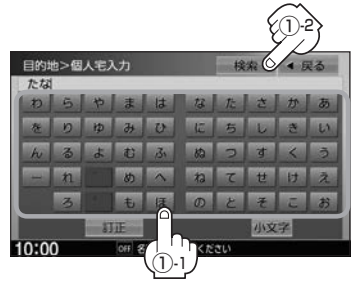 ①-2
目的地>個人宅入力 検索 ◀ 戻る
たな
わ ら や ま は な た さ か あ
を り ゆ み ひ に ち し き い
ん る よ む ふ ぬ つ す く う
ー れ め へ ね て せ け え
ろ も ほ の と そ こ お
訂正 小文字
10:00 OFF ください
①-1